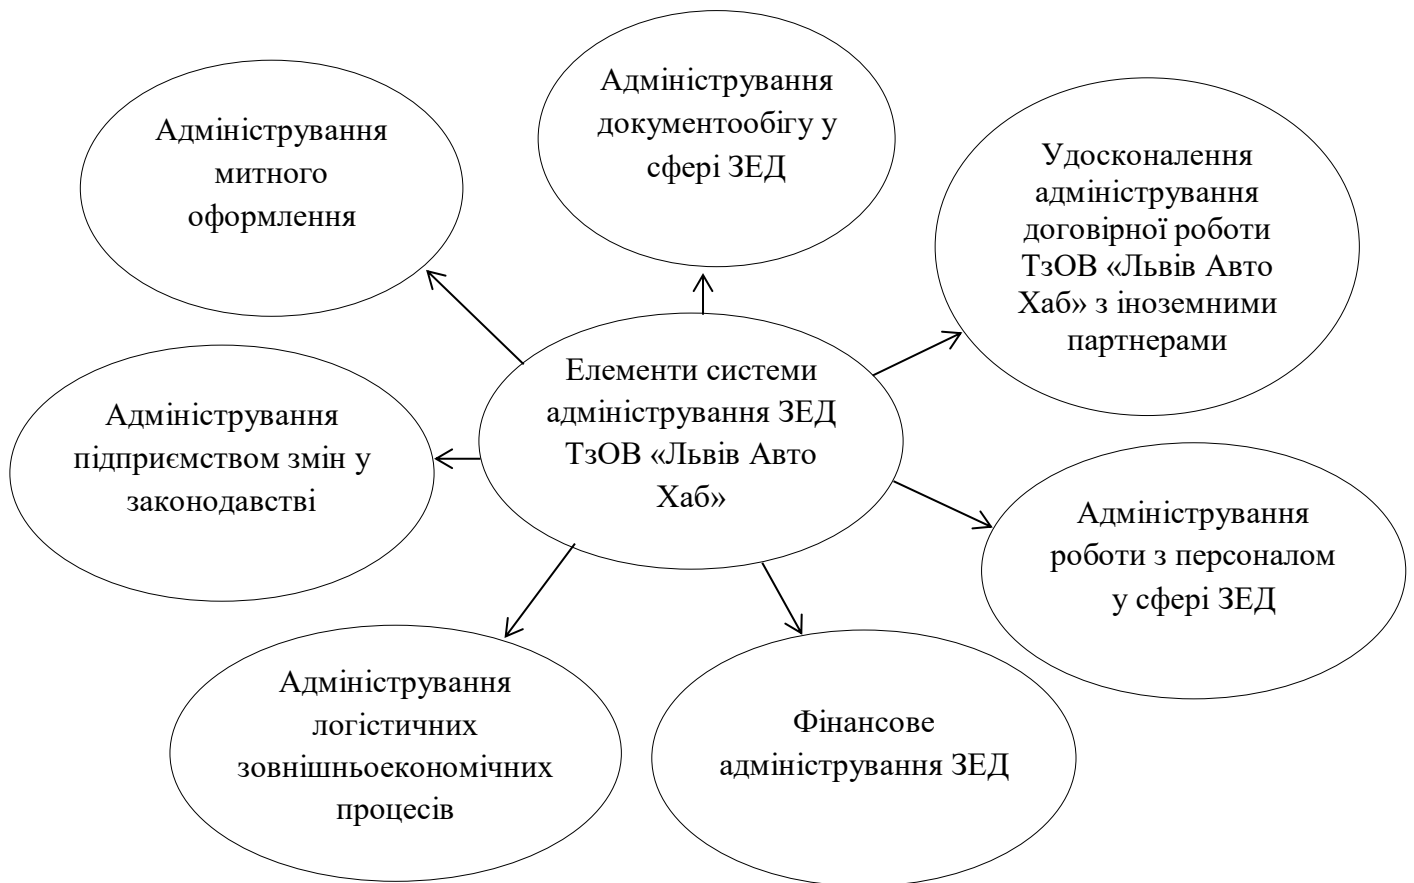 Адміністрування
документообігу у
сфері ЗЕД
Адміністрування
митного
оформлення
Удосконалення
адміністрування
договірної роботи
ТзОВ «Львів Авто
Хаб» з іноземними
партнерами
Елементи системи
адміністрування ЗЕД
ТзОВ «Львів Авто
Хаб»
Адміністрування
підприємством змін у
законодавстві
Адміністрування
роботи з персоналом
у сфері ЗЕД
Адміністрування
логістичних
зовнішньоекономічних
процесів
Фінансове
адміністрування ЗЕД